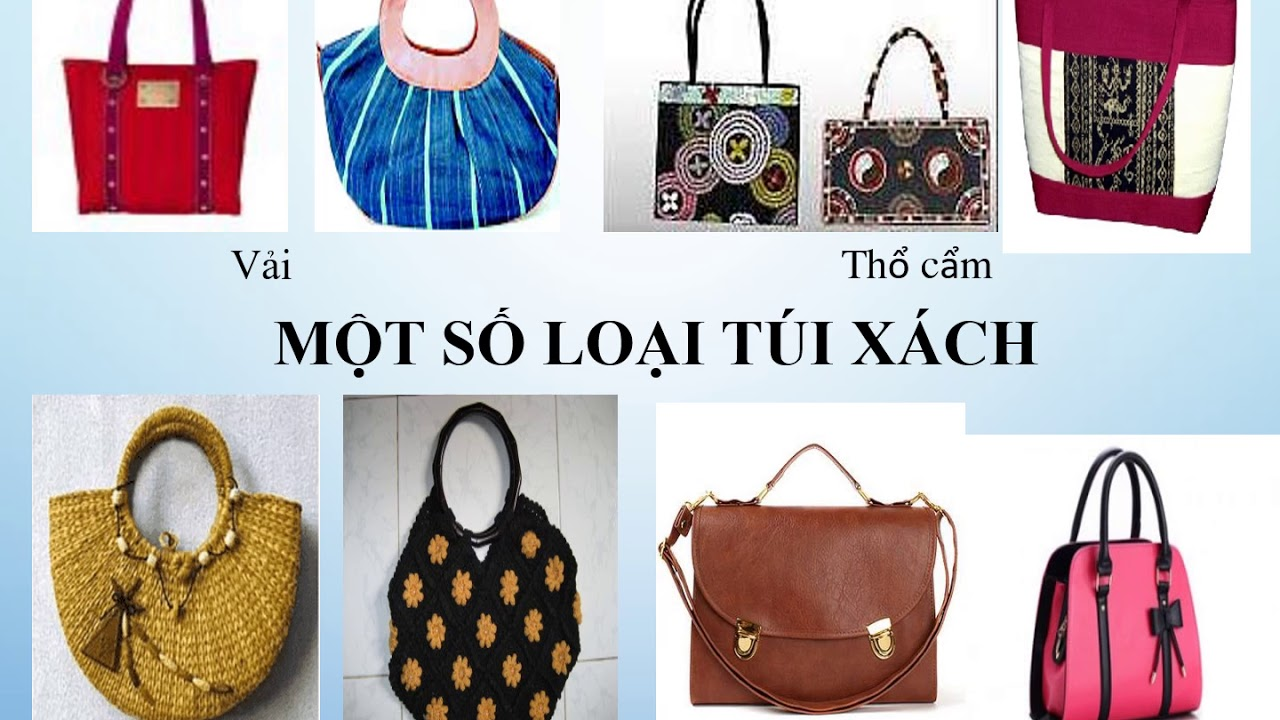 Vải
Thổ cẩm
MỘT SỐ LOẠI TÚI XÁCH